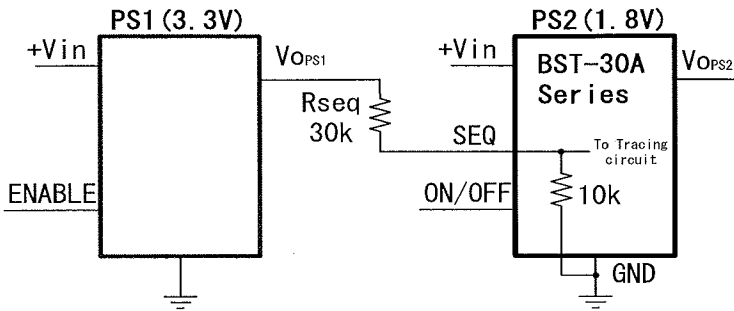 PS1(3.3V)
PS2(1.8V)
+Vin
VOPS1
Rseq
30k
ENABLE
+Vin
BST-30A
Series
VOPS2
SEQ
To Tracing
circuit
ON/OFF
10k
GND